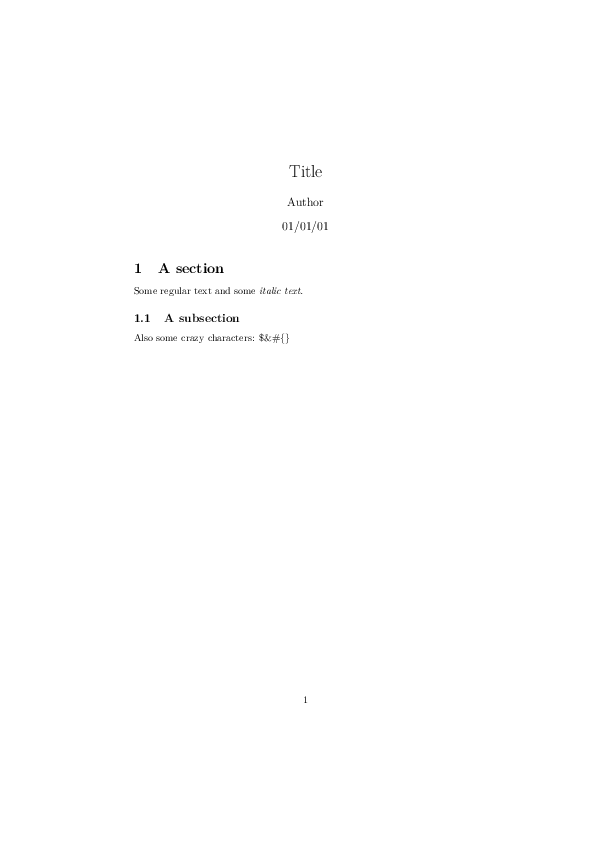 Title
Author
01/01/01
1 A section
Some regular text and some italic text.
1.1 A subsection
Also some crazy characters: $&#{}
1